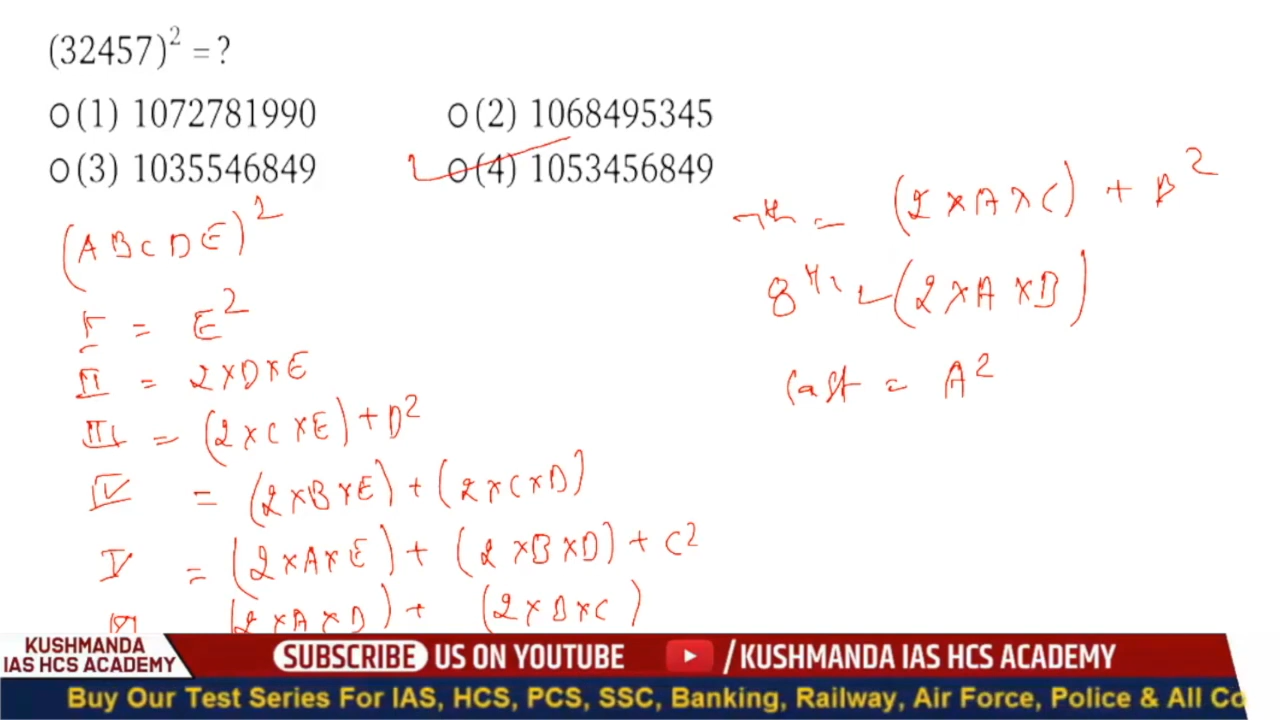 (32457)² = ?
O (1) 1072781990 O (2) 1068495345
O (3) 1035546849 O (4) 1053456849
(A B C D E)²
I = E²
II = 2×D×E
III = (2×C×E)+D²
IV = (2×B×E)+(2×C×D)
V = (2×A×E)+(2×B×D)+C²
VI (2×A×D)+ (2×B×C)
7th = (2×A×C)+B²
8th = (2×A×B)
last = A²
KUSHMANDA
IAS HCS ACADEMY
SUBSCRIBE US ON YOUTUBE /KUSHMANDA IAS HCS ACADEMY
Buy Our Test Series For IAS, HCS, PCS, SSC, Banking, Railway, Air Force, Police & All Co